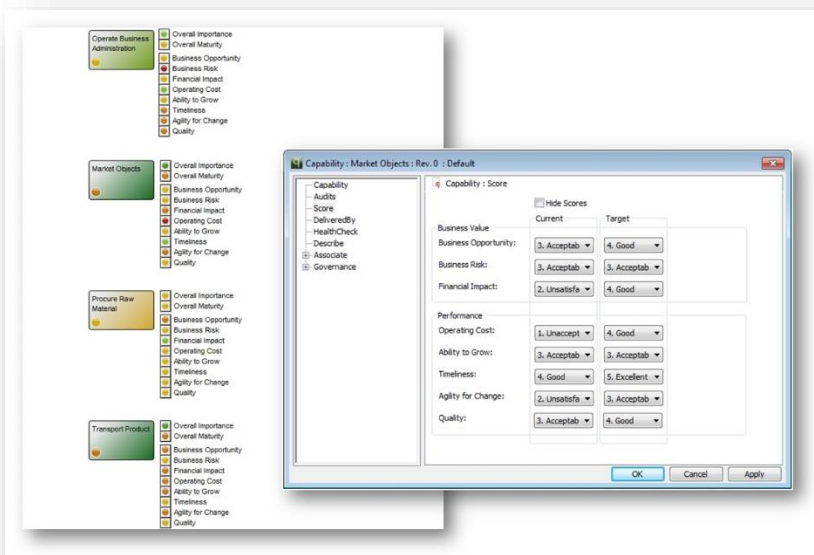 Operate Business
Administration
Overall Importance
Overall Maturity
Business Opportunity
Business Risk
Financial Impact
Operating Cost
Ability to Grow
Timeliness
Agility for Change
Quality
Market Objects
Overall Importance
Overall Maturity
Business Opportunity
Business Risk
Financial Impact
Operating Cost
Ability to Grow
Timeliness
Agility for Change
Quality
Procure Raw
Material
Overall Importance
Overall Maturity
Business Opportunity
Business Risk
Financial Impact
Operating Cost
Ability to Grow
Timeliness
Agility for Change
Quality
Transport Product
Overall Importance
Overall Maturity
Business Opportunity
Business Risk
Financial Impact
Operating Cost
Ability to Grow
Timeliness
Agility for Change
Quality
Capability : Market Objects : Rev. 0 : Default
Capability
Audits
Score
DeliveredBy
HealthCheck
Describe
Associate
Governance
Capability : Score
Hide Scores
Current Target
Business Value
Business Opportunity: 3. Acceptab 4. Good
Business Risk: 3. Acceptab 3. Acceptab
Financial Impact: 2. Unsatisfa 4. Good
Performance
Operating Cost: 1. Unaccept 4. Good
Ability to Grow: 3. Acceptab 3. Acceptab
Timeliness: 4. Good 5. Excellent
Agility for Change: 2. Unsatisfa 3. Acceptab
Quality: 3. Acceptab 4. Good
OK Cancel Apply